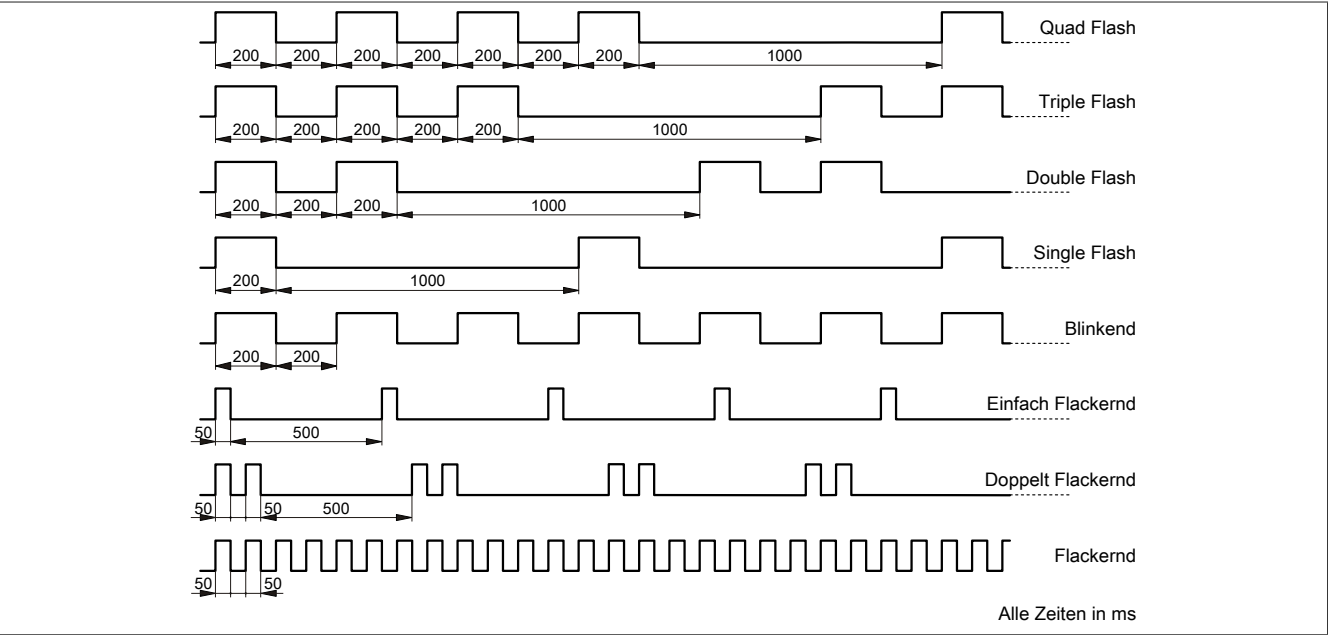 Quad Flash
200 200 200 200 200 200 200 1000
Triple Flash
200 200 200 200 200 1000
Double Flash
200 200 200 1000
Single Flash
200 1000
Blinkend
200 200
Einfach Flackernd
50 500
Doppelt Flackernd
50 50 500
Flackernd
50 50
Alle Zeiten in ms